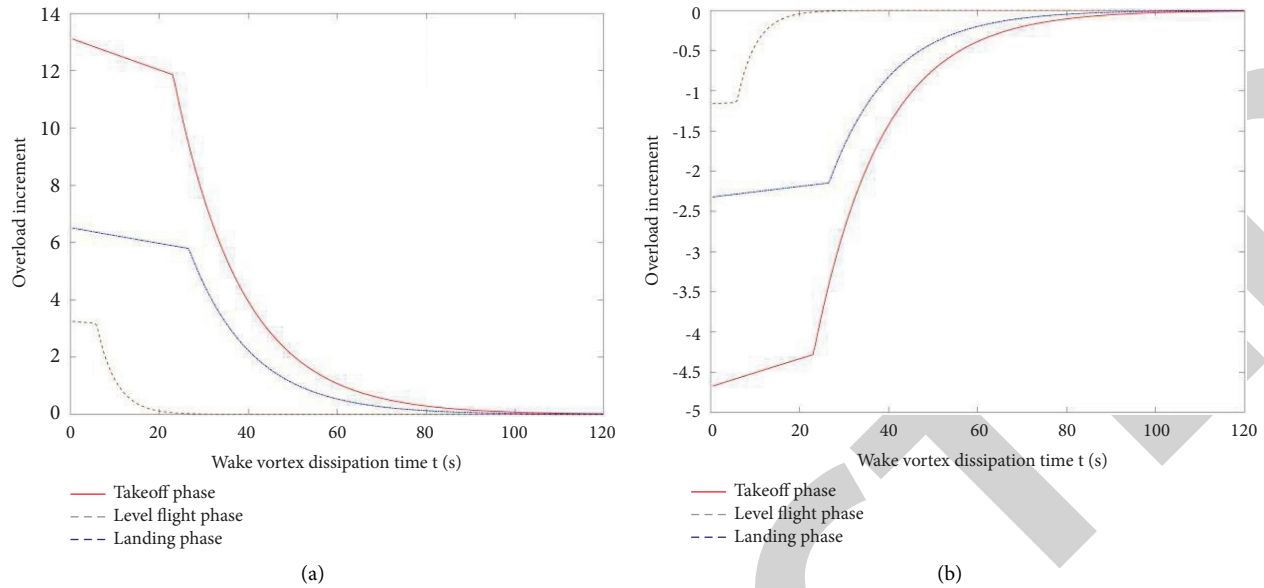 14
12
10
8
6
4
2
0
Overload increment
0 20 40 60 80 100 120
Wake vortex dissipation time t (s)
Takeoff phase
Level flight phase
Landing phase
(a)
0
-0.5
-1
-1.5
-2
-2.5
-3
-3.5
-4
-4.5
-5
Overload increment
0 20 40 60 80 100 120
Wake vortex dissipation time t (s)
Takeoff phase
Level flight phase
Landing phase
(b)